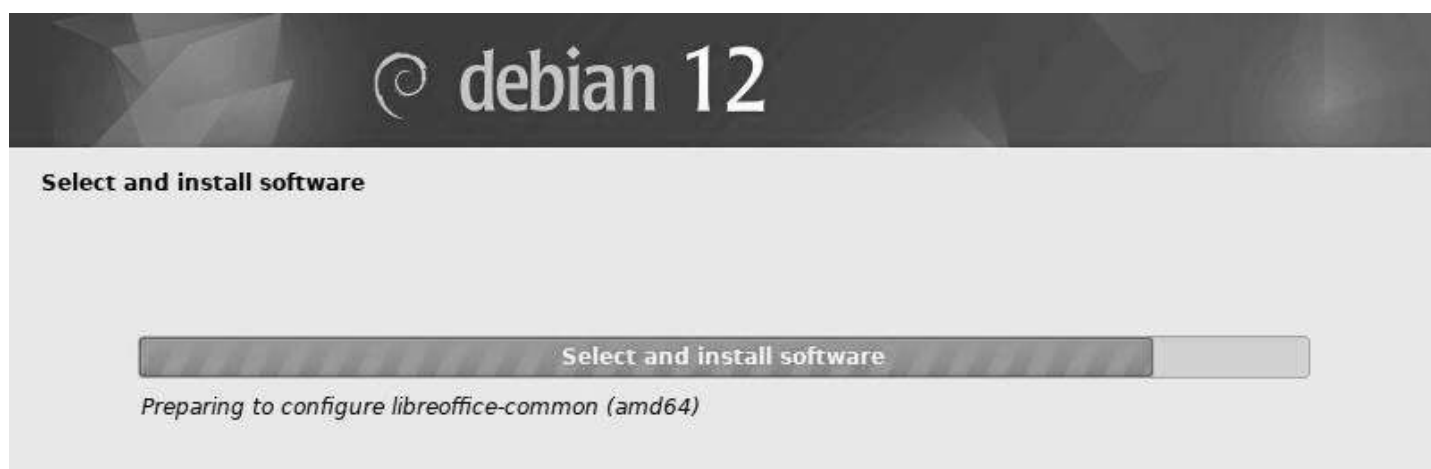 debian 12
Select and install software
Select and install software
Preparing to configure libreoffice-common (amd64)